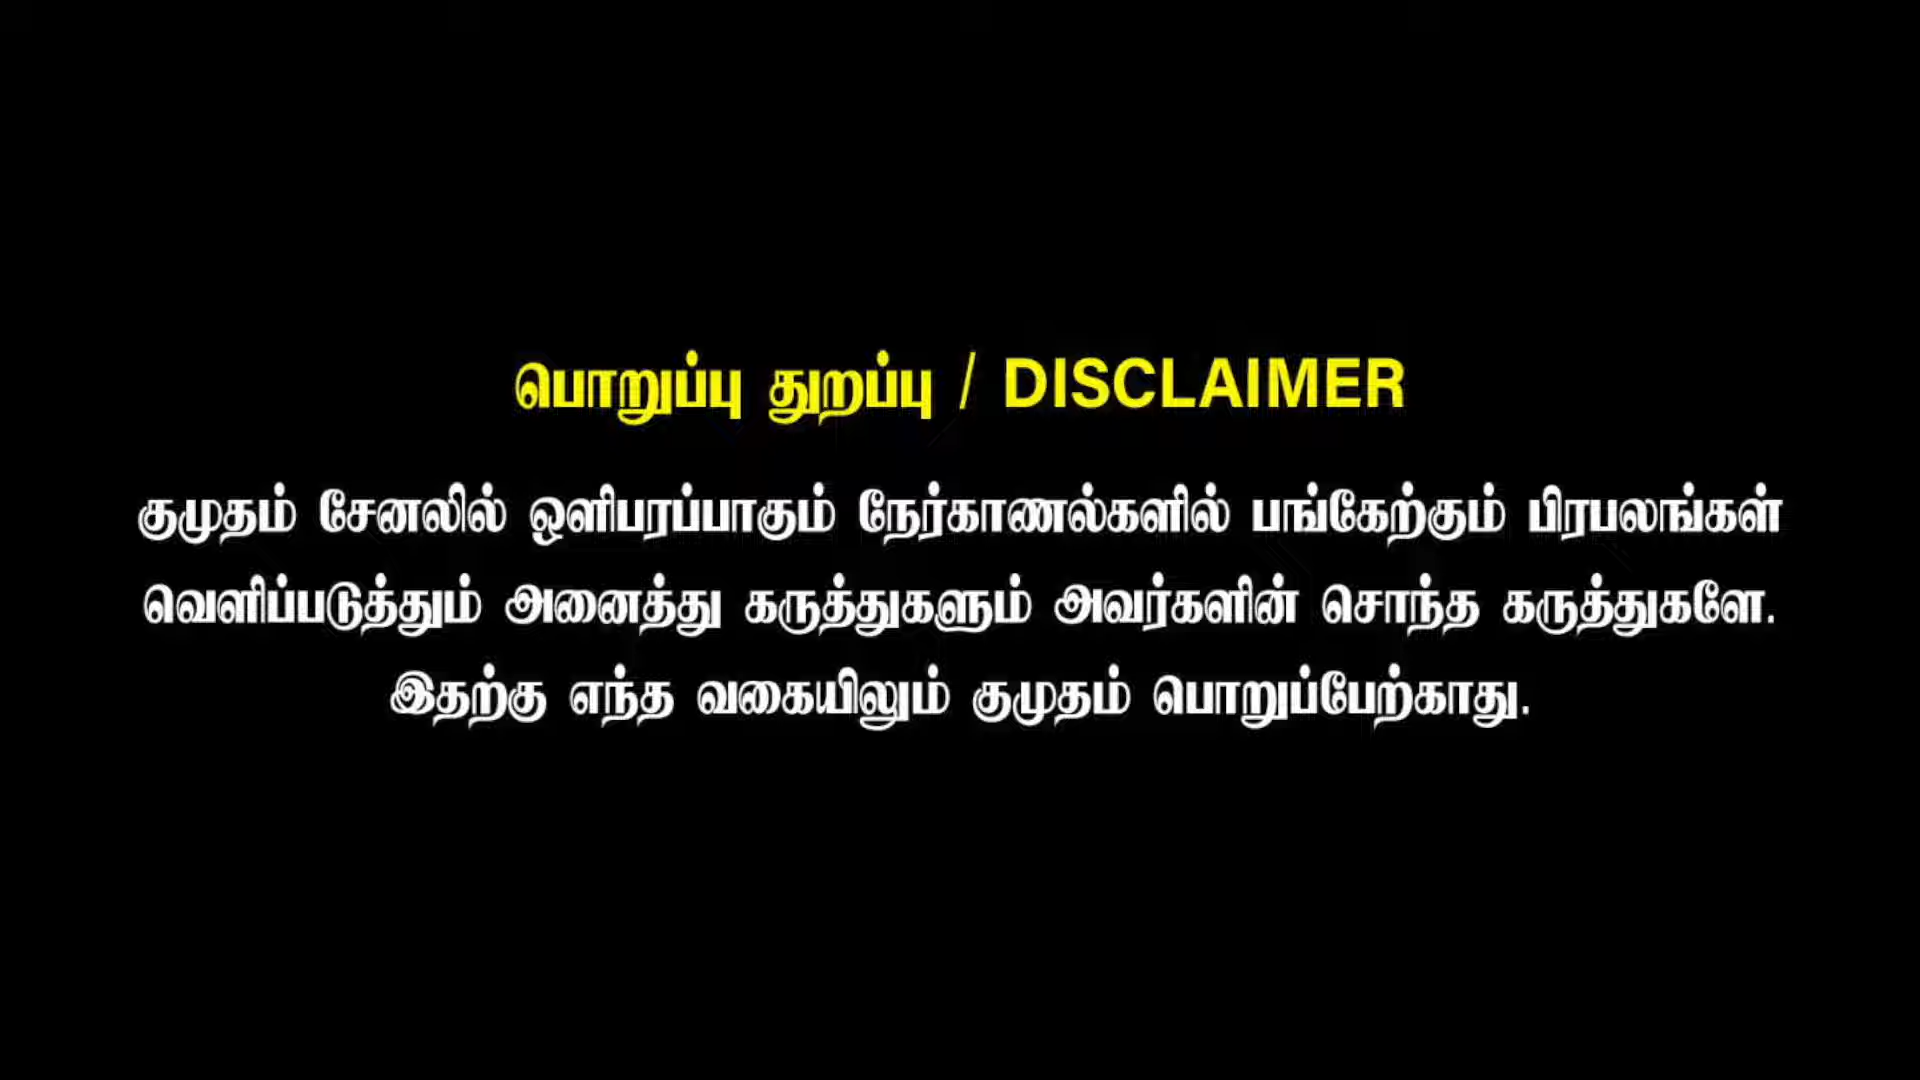 பொறுப்பு துறப்பு / DISCLAIMER
குமுதம் சேனலில் ஒளிபரப்பாகும் நேர்காணல்களில் பங்கேற்கும் பிரபலங்கள்
வெளிப்படுத்தும் அனைத்து கருத்துகளும் அவர்களின் சொந்த கருத்துகளே.
இதற்கு எந்த வகையிலும் குமுதம் பொறுப்பேற்காது.